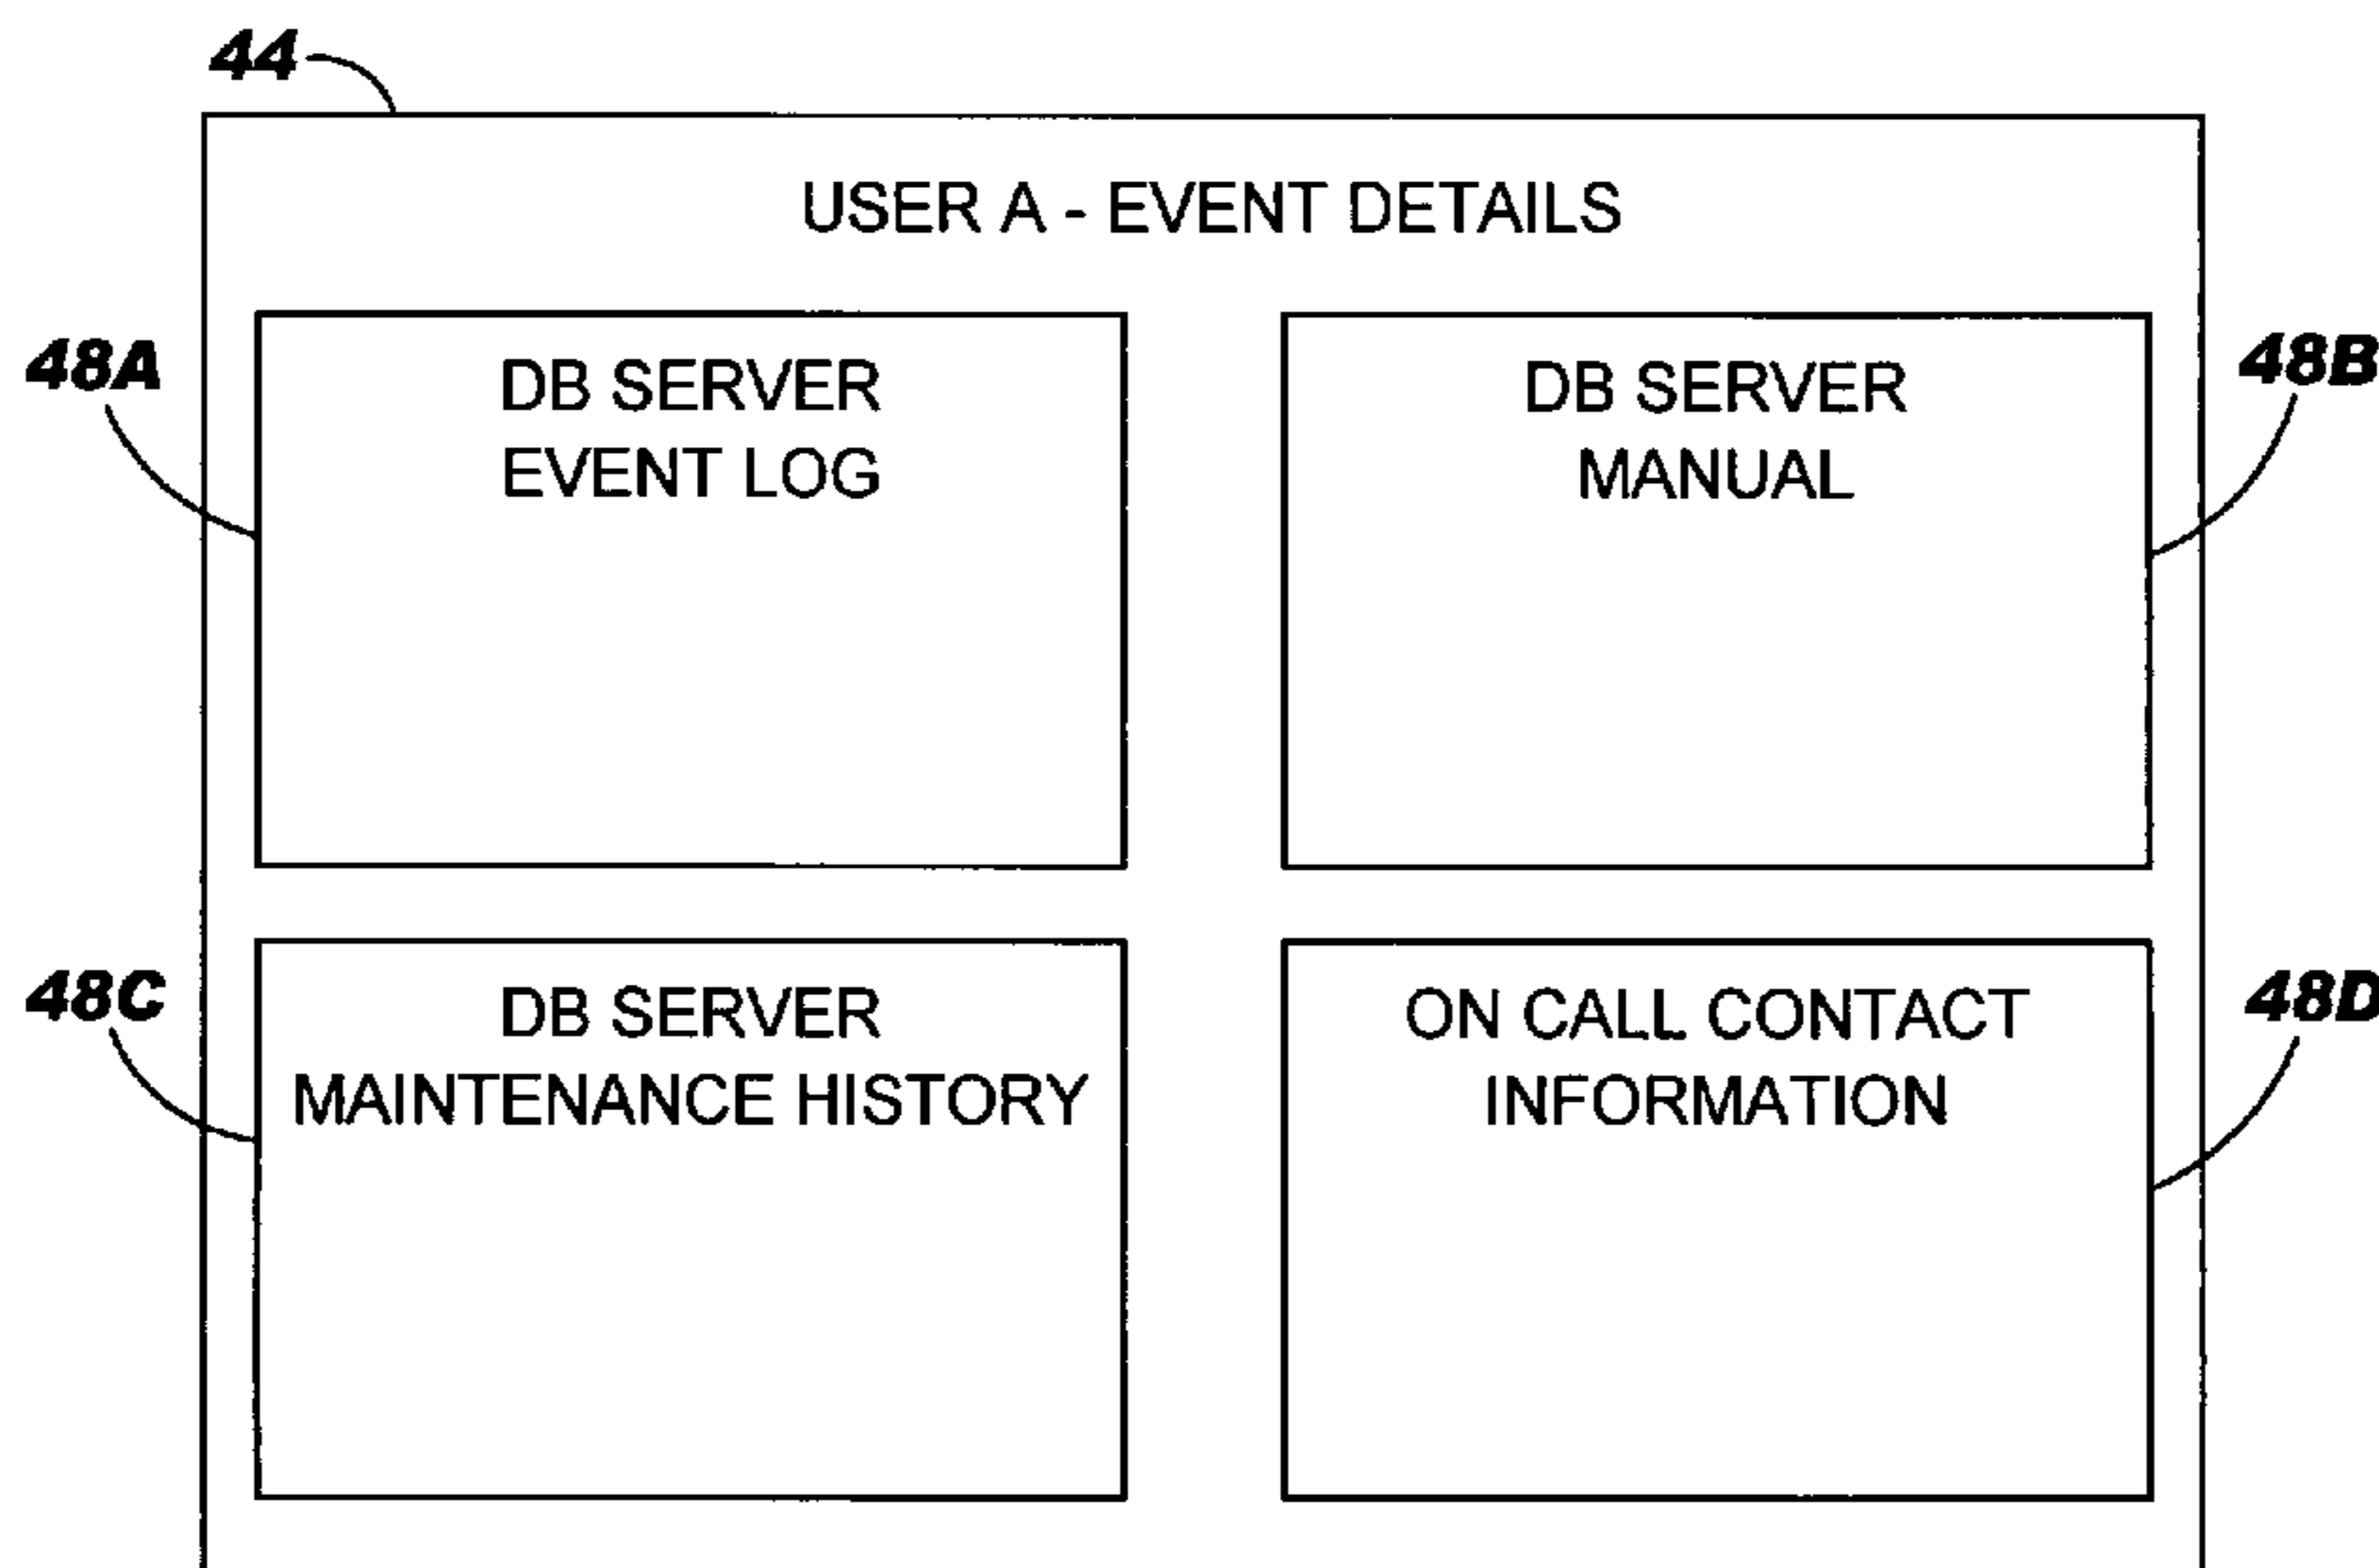 44
USER A - EVENT DETAILS
48A
DB SERVER
EVENT LOG
DB SERVER
MANUAL
48B
48C
DB SERVER
MAINTENANCE HISTORY
ON CALL CONTACT
INFORMATION
48D